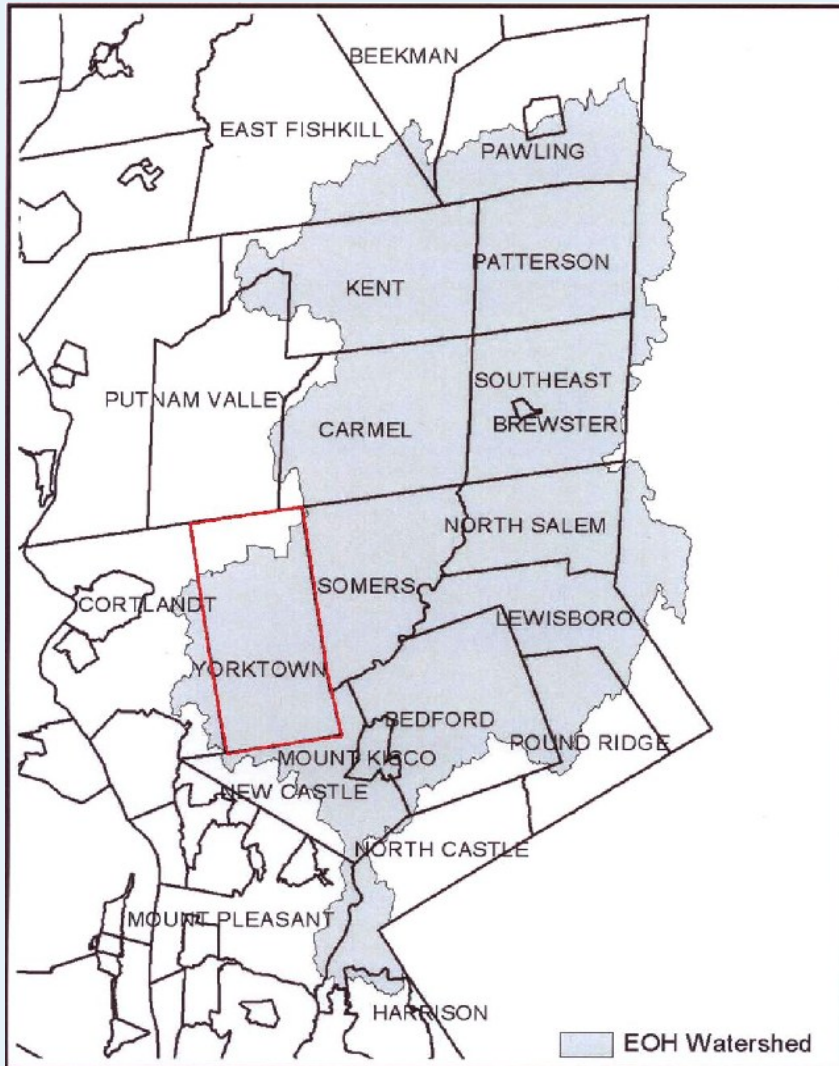 BEEKMAN
EAST FISHKILL
PAWLING
PATTERSON
KENT
SOUTHEAST
PUTNAM VALLEY
BREWSTER
CARMEL
NORTH SALEM
SOMERS
CORTLANDT
LEWISBORO
YORKTOWN
BEDFORD
POUND RIDGE
MOUNT KISCO
NEW CASTLE
NORTH CASTLE
MOUNT PLEASANT
HARRISON
EOH Watershed